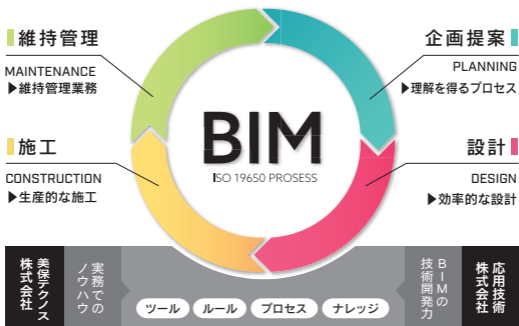 維持管理
MAINTENANCE
▶維持管理業務
企画提案
PLANNING
▶理解を得るプロセス
BIM
ISO 19650 PROSESS
施工
CONSTRUCTION
▶生産的な施工
設計
DESIGN
▶効率的な設計
美保テクノス
株式会社
実務での
ノウハウ
ツール
ルール
プロセス
ナレッジ
BIMの
技術開発力
応用技術
株式会社